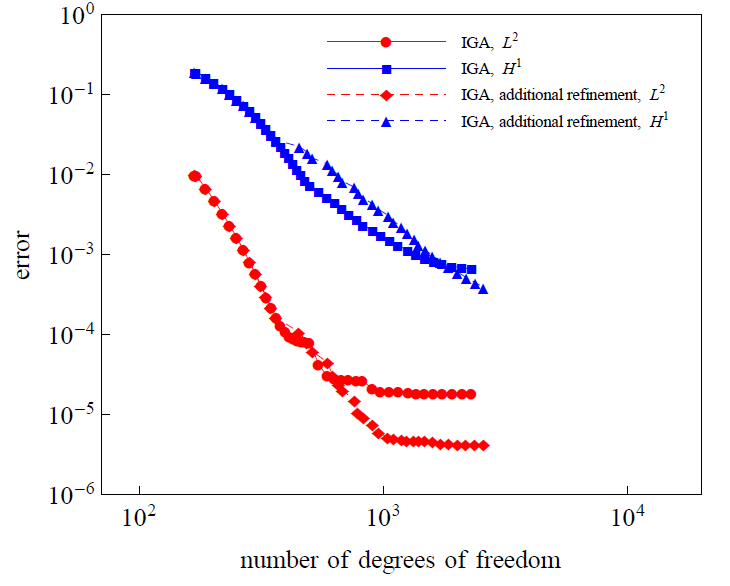 10^0
10^-1
10^-2
10^-3
10^-4
10^-5
10^-6
error
IGA, L^2
IGA, H^1
IGA, additional refinement, L^2
IGA, additional refinement, H^1
10^2 10^3 10^4
number of degrees of freedom